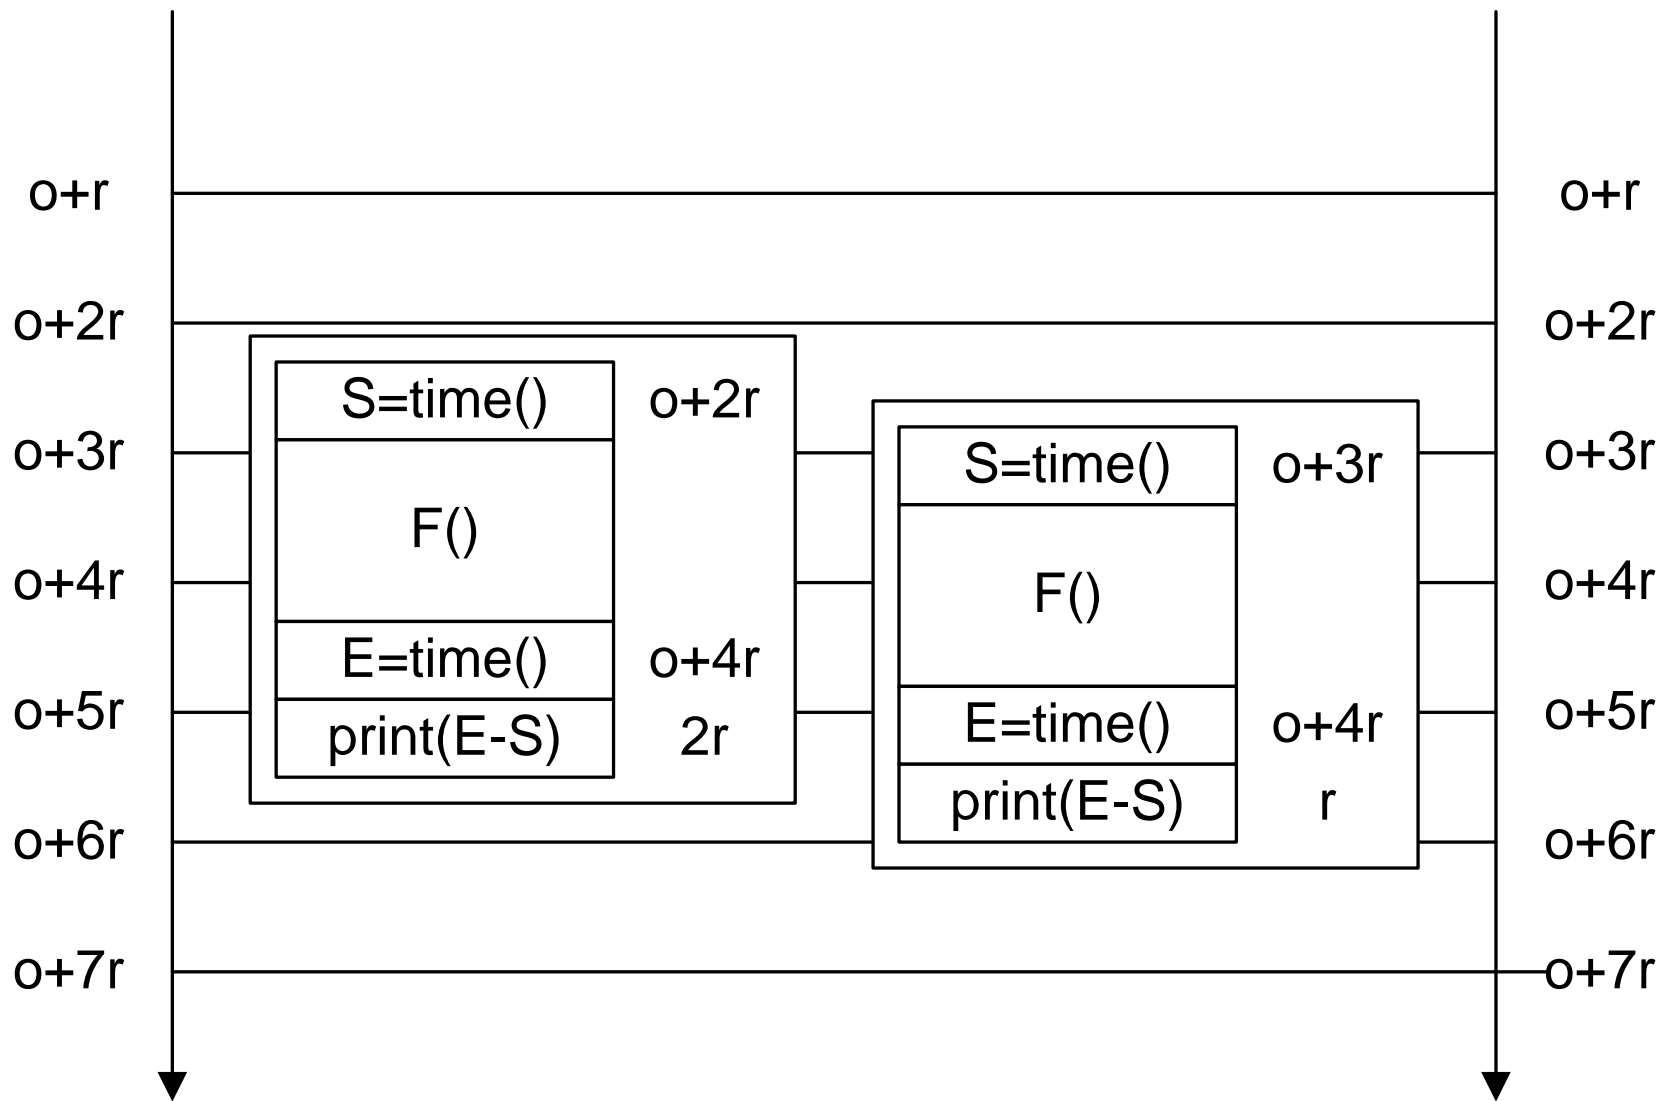 o+r o+r
o+2r o+2r
S=time() o+2r
o+3r S=time() o+3r o+3r
F()
o+4r F() o+4r
E=time() o+4r
o+5r print(E-S) 2r E=time() o+4r o+5r
print(E-S) r
o+6r o+6r
o+7r o+7r